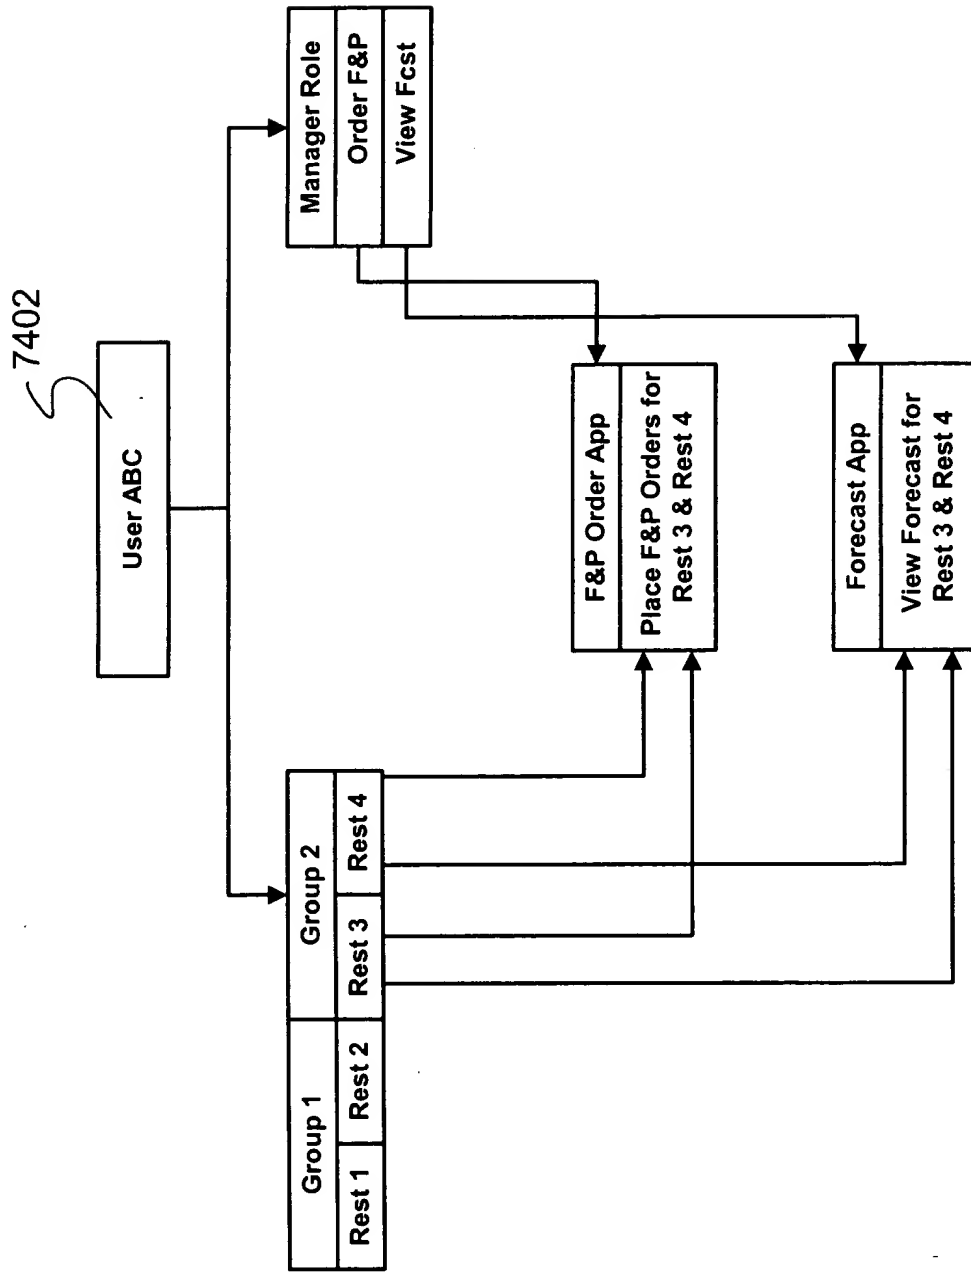 7402
User ABC
Group 1
Group 2
Rest 1
Rest 2
Rest 3
Rest 4
Manager Role
Order F&P
View Fcst
F&P Order App
Place F&P Orders for
Rest 3 & Rest 4
Forecast App
View Forecast for
Rest 3 & Rest 4